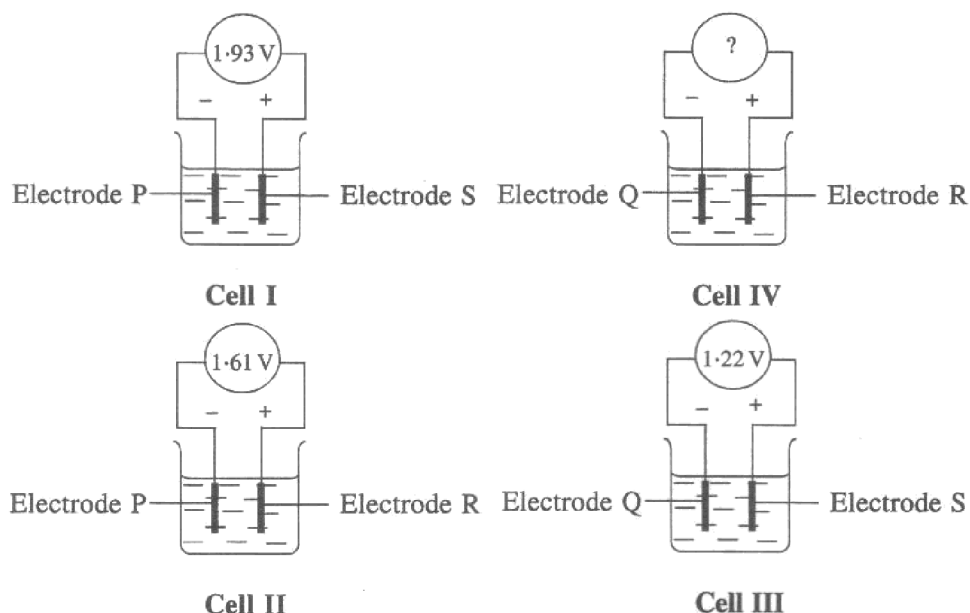 1·93 V
– +
Electrode P
Electrode S
Cell I
?
– +
Electrode Q
Electrode R
Cell IV
1·61 V
– +
Electrode P
Electrode R
Cell II
1·22 V
– +
Electrode Q
Electrode S
Cell III